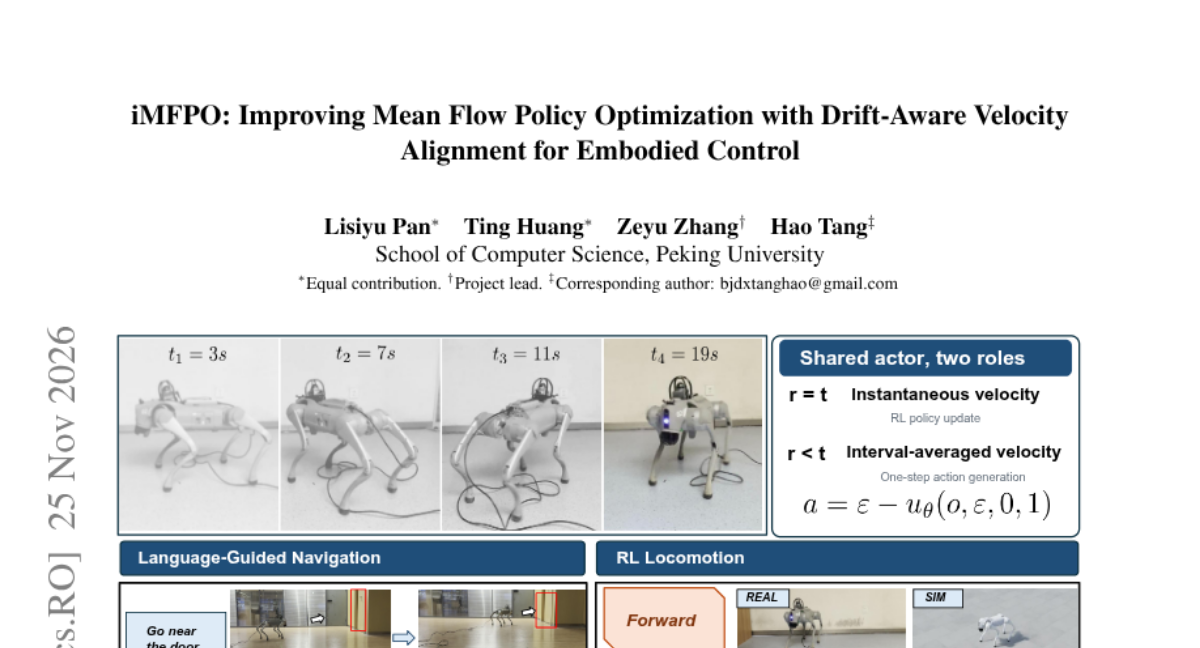 iMFPO: Improving Mean Flow Policy Optimization with Drift-Aware Velocity
Alignment for Embodied Control
Lisiyu Pan* Ting Huang* Zeyu Zhang† Hao Tang‡
School of Computer Science, Peking University
*Equal contribution. †Project lead. ‡Corresponding author: bjdxtanghao@gmail.com
cs.RO] 25 Nov 2026
t₁ = 3s
t₂ = 7s
t₃ = 11s
t₄ = 19s
Shared actor, two roles
r = t Instantaneous velocity
RL policy update
r < t Interval-averaged velocity
One-step action generation
a = ε − u_θ(o, ε, 0, 1)
Language-Guided Navigation
RL Locomotion
Go near
the door
Forward
REAL
SIM